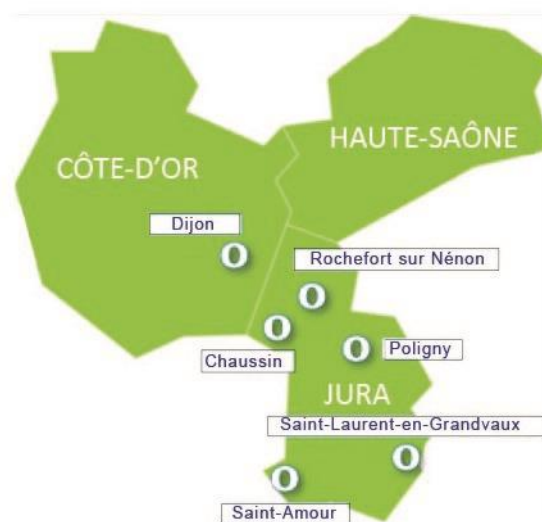 HAUTE-SAÔNE
CÔTE-D'OR
Dijon
O
Rochefort sur Nénon
O
O
Chaussin
O
Poligny
JURA
Saint-Laurent-en-Grandvaux
O
O
Saint-Amour